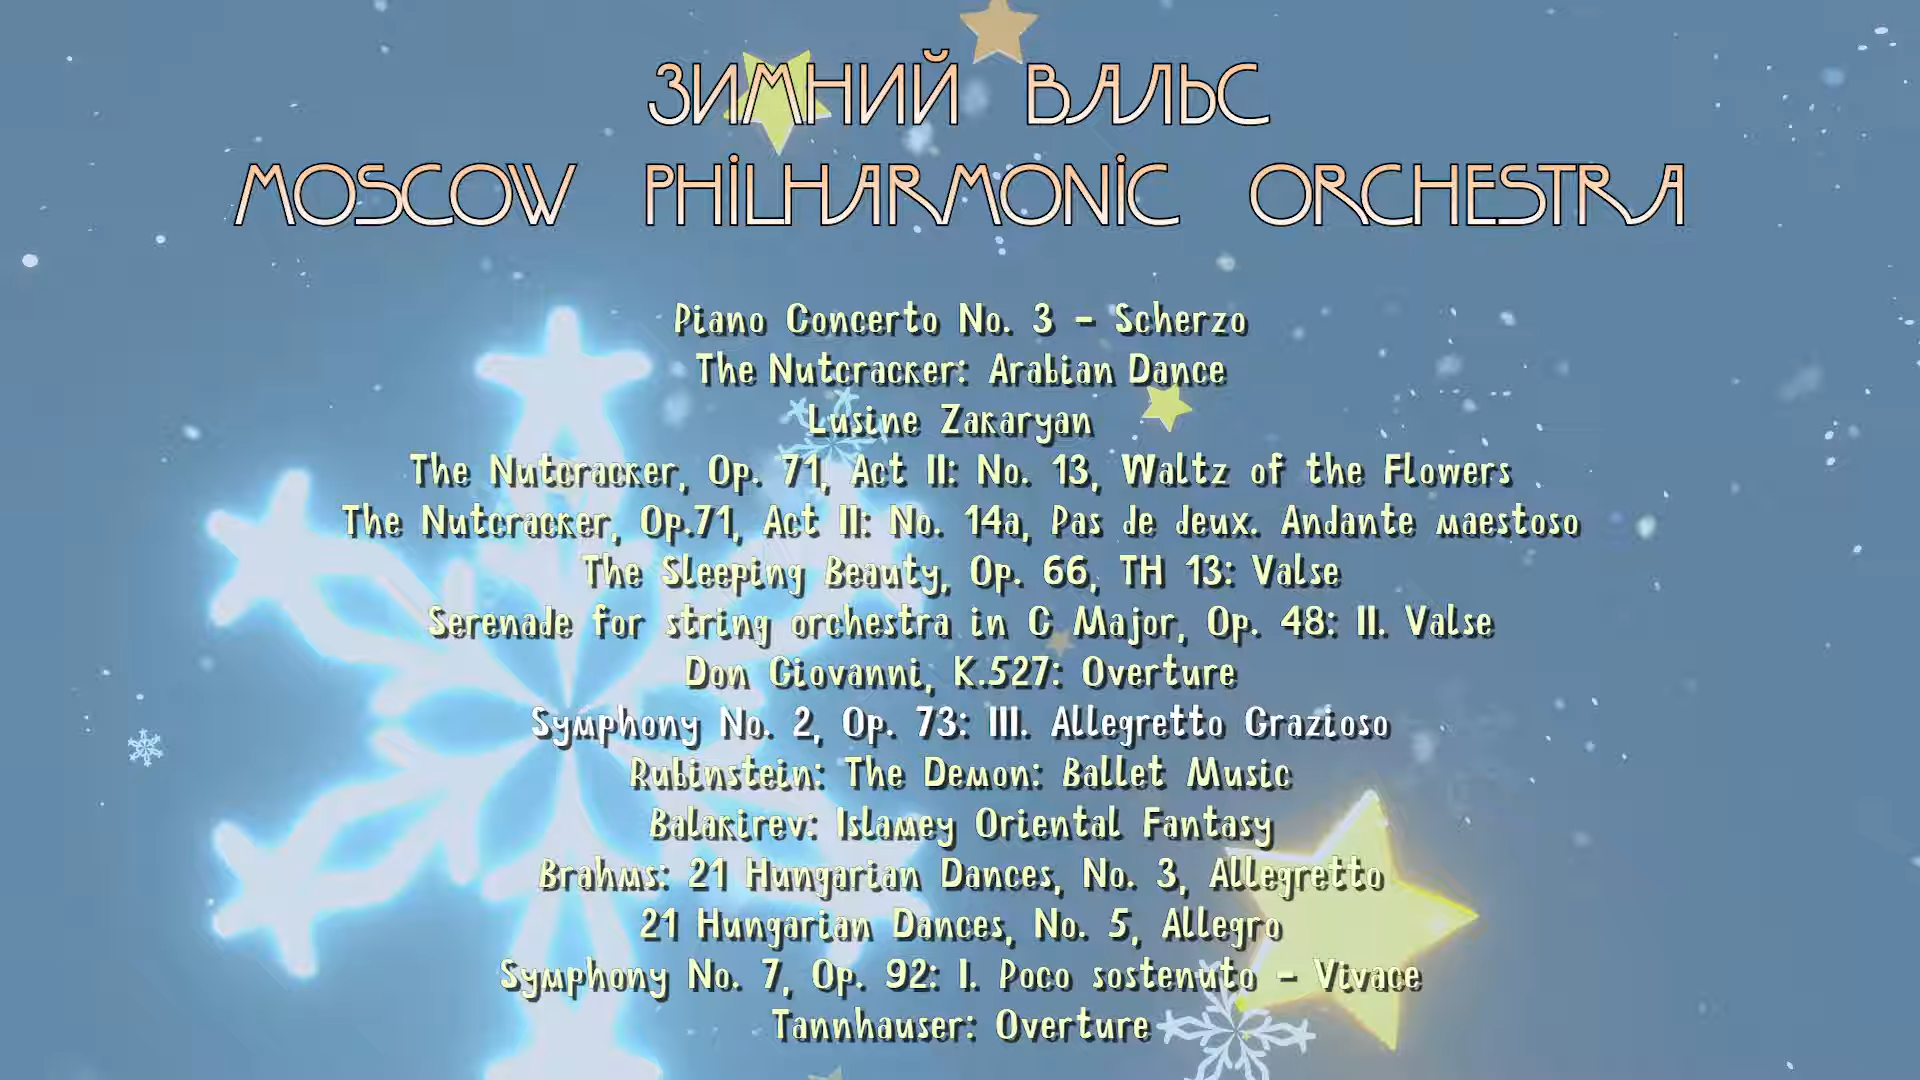 ЗИМНИЙ ВАЛЬС
MOSCOW PHILHARMONIC ORCHESTRA
Piano Concerto No. 3 - Scherzo
The Nutcracker: Arabian Dance
Lusine Zakaryan
The Nutcracker, Op. 71, Act II: No. 13, Waltz of the Flowers
The Nutcracker, Op.71, Act II: No. 14a, Pas de deux. Andante maestoso
The Sleeping Beauty, Op. 66, TH 13: Valse
Serenade for string orchestra in C Major, Op. 48: II. Valse
Don Giovanni, K.527: Overture
Symphony No. 2, Op. 73: III. Allegretto Grazioso
Rubinstein: The Demon: Ballet Music
Balakirev: Islamey Oriental Fantasy
Brahms: 21 Hungarian Dances, No. 3, Allegretto
21 Hungarian Dances, No. 5, Allegro
Symphony No. 7, Op. 92: I. Poco sostenuto - Vivace
Tannhauser: Overture